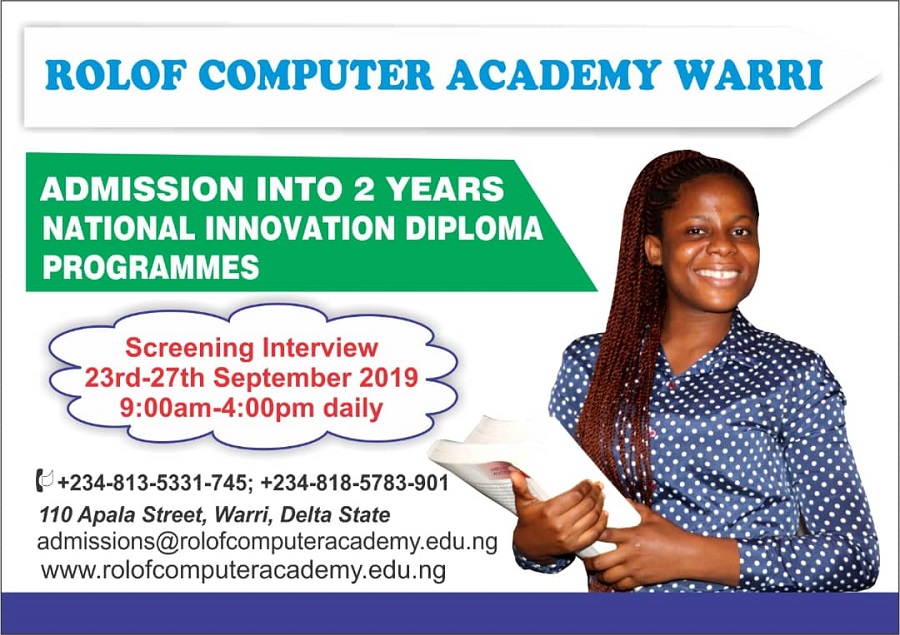 ROLOF COMPUTER ACADEMY WARRI
ADMISSION INTO 2 YEARS
NATIONAL INNOVATION DIPLOMA
PROGRAMMES
Screening Interview
23rd-27th September 2019
9:00am-4:00pm daily
+234-813-5331-745; +234-818-5783-901
110 Apala Street, Warri, Delta State
admissions@rolofcomputeracademy.edu.ng
www.rolofcomputeracademy.edu.ng